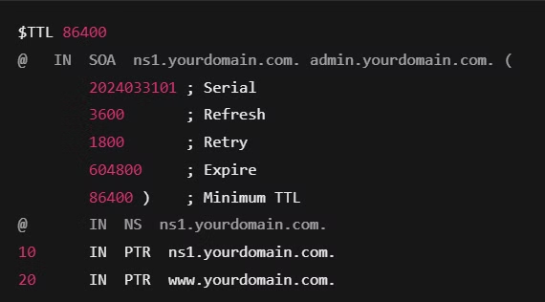 $TTL 86400
@   IN  SOA  ns1.yourdomain.com. admin.yourdomain.com. (
        2024033101 ; Serial
        3600       ; Refresh
        1800       ; Retry
        604800     ; Expire
        86400 )    ; Minimum TTL
@       IN  NS  ns1.yourdomain.com.
10      IN  PTR  ns1.yourdomain.com.
20      IN  PTR  www.yourdomain.com.